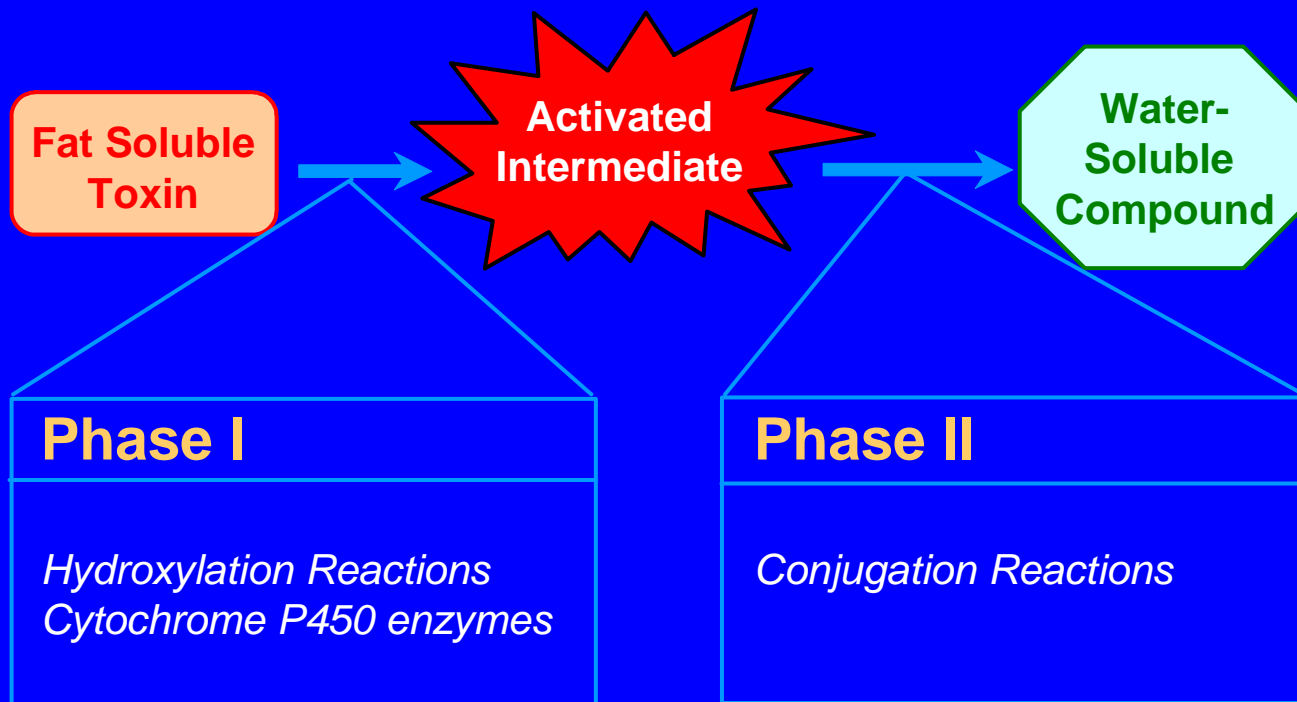 Fat Soluble
Toxin
Activated
Intermediate
Water-
Soluble
Compound
Phase I
Hydroxylation Reactions
Cytochrome P450 enzymes
Phase II
Conjugation Reactions